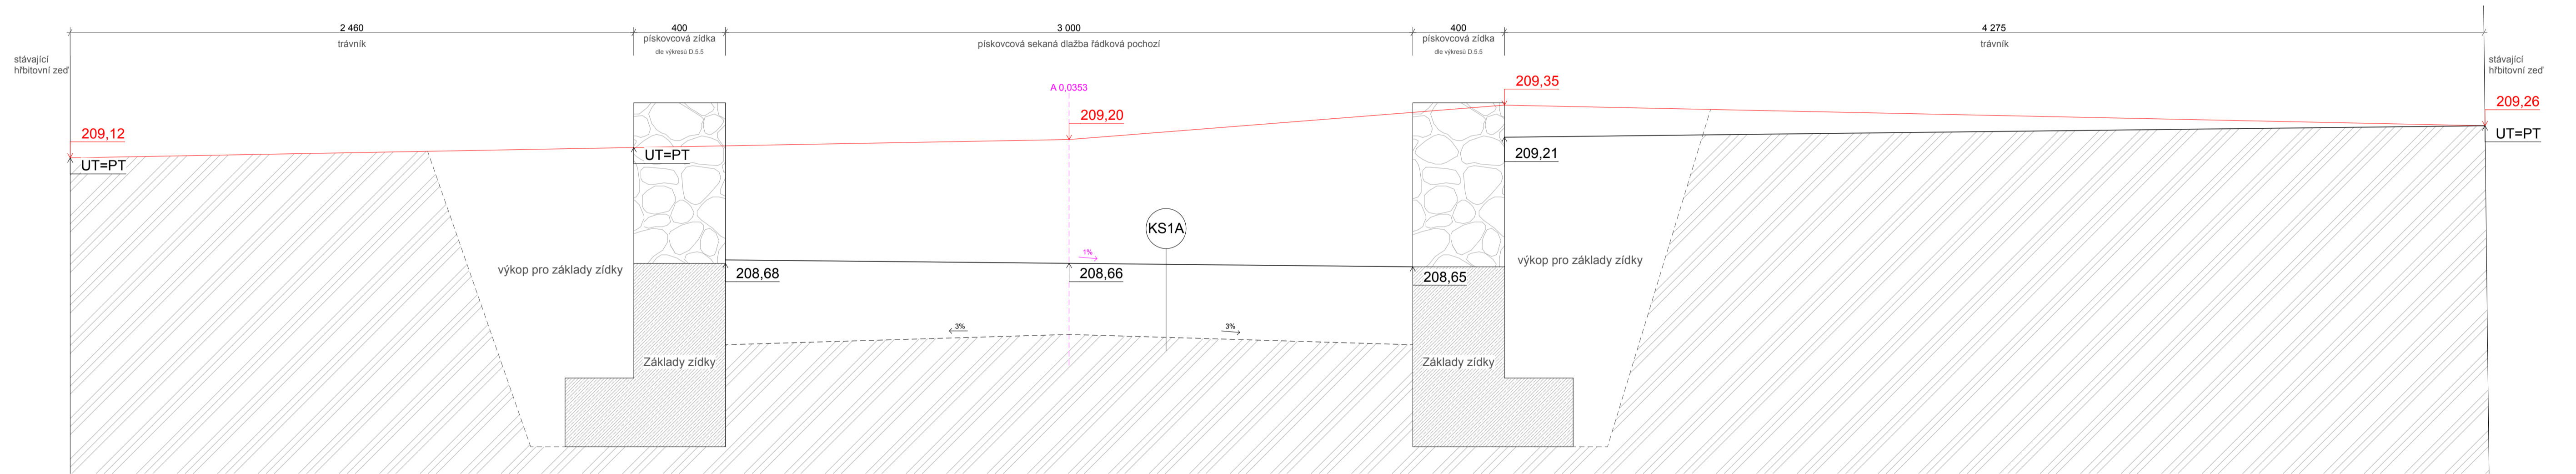 2 460
400
3 000
400
4 275
trávník
pískovcová zídka
dle výkresů D.5.5
pískovcová sekaná dlažba řádková pochozí
pískovcová zídka
dle výkresů D.5.5
trávník
stávající
hřbitovní zeď
stávající
hřbitovní zeď
A 0,0353
209,12
UT=PT
UT=PT
209,20
209,35
209,21
209,26
UT=PT
KS1A
1%
výkop pro základy zídky
208,68
208,66
208,65
výkop pro základy zídky
3%
3%
Základy zídky
Základy zídky